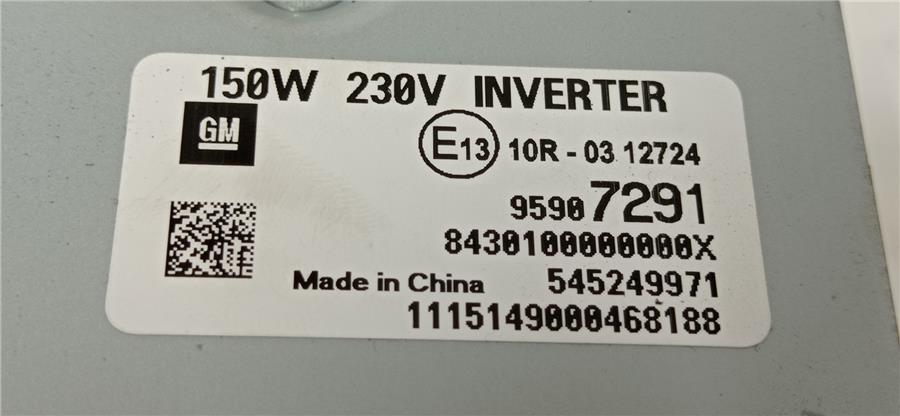 150W 230V INVERTER
GM
E13 10R - 03 12724
95907291
8430100000000X
Made in China 545249971
1115149000468188